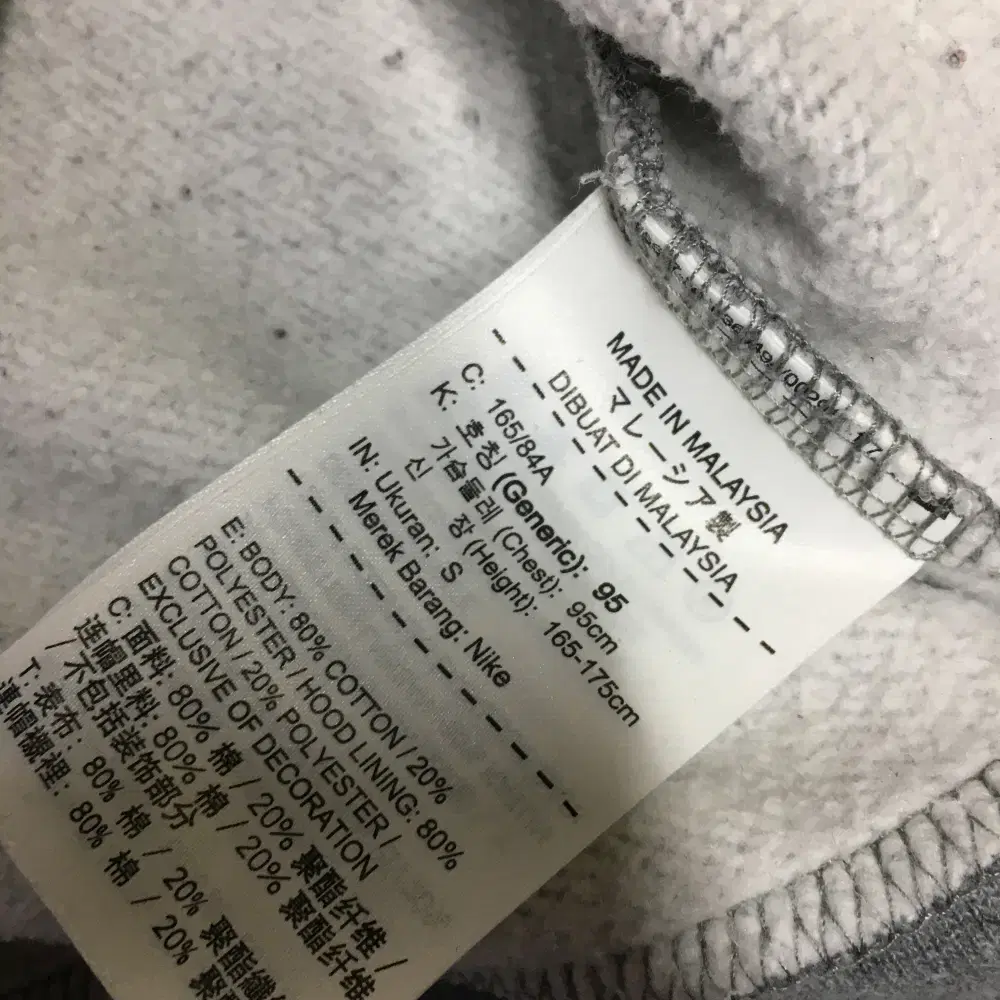 MADE IN MALAYSIA
マレーシア製
DIBUAT DI MALAYSIA
C: 165/84A
K: 호칭 (Generic): 95
가슴둘레 (Chest): 95cm
신 장 (Height): 165-175cm
IN: Ukuran: S
Merek Barang: Nike
E: BODY: 80% COTTON / 20%
POLYESTER / HOOD LINING: 80%
COTTON / 20% POLYESTER /
EXCLUSIVE OF DECORATION
C: 面料: 80% 棉 / 20% 聚酯纤维 /
连帽里料: 80% 棉 / 20% 聚酯纤维
/ 不包括装饰部分
T: 表布: 80% 棉 / 20% 聚酯纖
連帽襯裡: 80% 棉 / 20% 聚